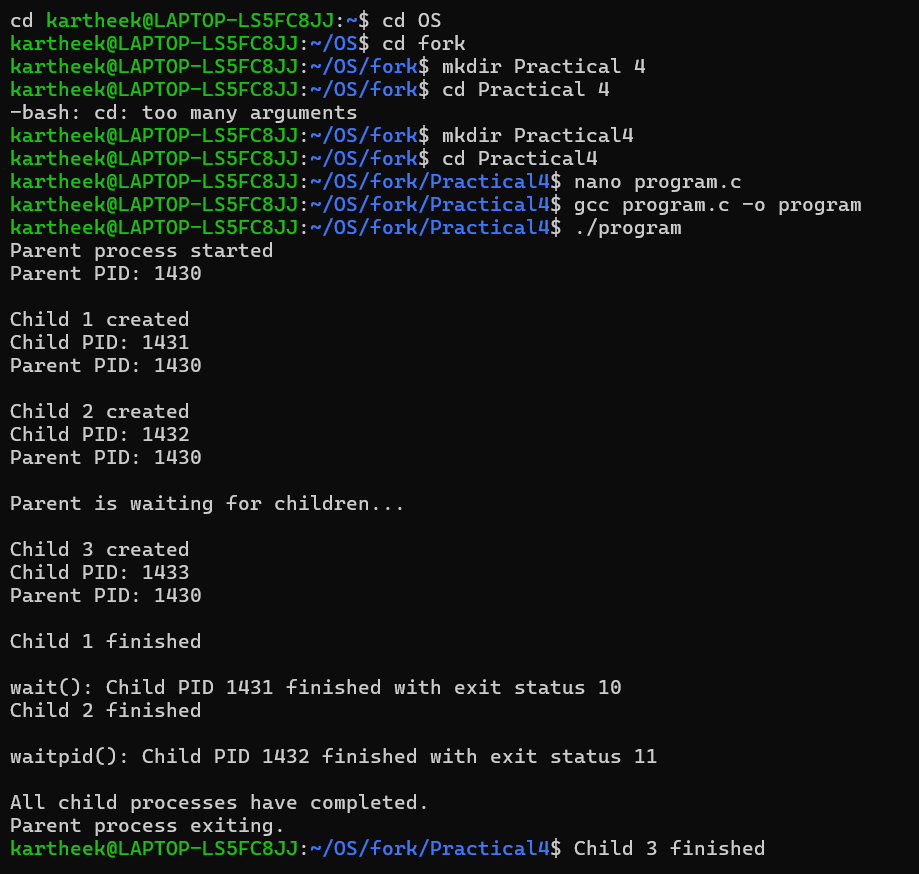 cd kartheek@LAPTOP-LS5FC8JJ:~$ cd OS
kartheek@LAPTOP-LS5FC8JJ:~/OS$ cd fork
kartheek@LAPTOP-LS5FC8JJ:~/OS/fork$ mkdir Practical 4
kartheek@LAPTOP-LS5FC8JJ:~/OS/fork$ cd Practical 4
-bash: cd: too many arguments
kartheek@LAPTOP-LS5FC8JJ:~/OS/fork$ mkdir Practical4
kartheek@LAPTOP-LS5FC8JJ:~/OS/fork$ cd Practical4
kartheek@LAPTOP-LS5FC8JJ:~/OS/fork/Practical4$ nano program.c
kartheek@LAPTOP-LS5FC8JJ:~/OS/fork/Practical4$ gcc program.c -o program
kartheek@LAPTOP-LS5FC8JJ:~/OS/fork/Practical4$ ./program
Parent process started
Parent PID: 1430

Child 1 created
Child PID: 1431
Parent PID: 1430

Child 2 created
Child PID: 1432
Parent PID: 1430

Parent is waiting for children...

Child 3 created
Child PID: 1433
Parent PID: 1430

Child 1 finished

wait(): Child PID 1431 finished with exit status 10
Child 2 finished

waitpid(): Child PID 1432 finished with exit status 11

All child processes have completed.
Parent process exiting.
kartheek@LAPTOP-LS5FC8JJ:~/OS/fork/Practical4$ Child 3 finished